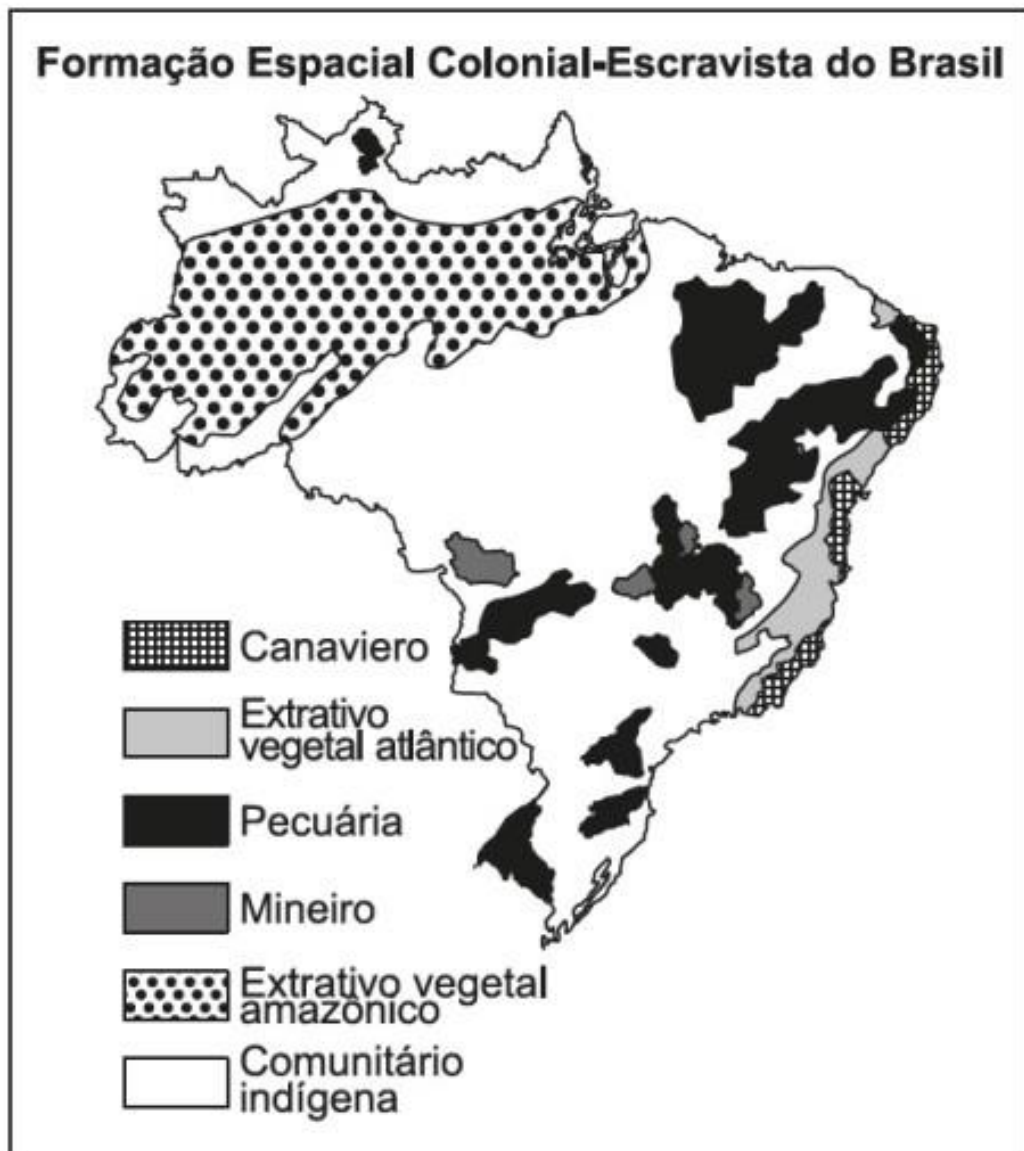 Formação Espacial Colonial-Escravista do Brasil
Canaviero
Extrativo
vegetal atlântico
Pecuária
Mineiro
Extrativo vegetal
amazônico
Comunitário
indígena